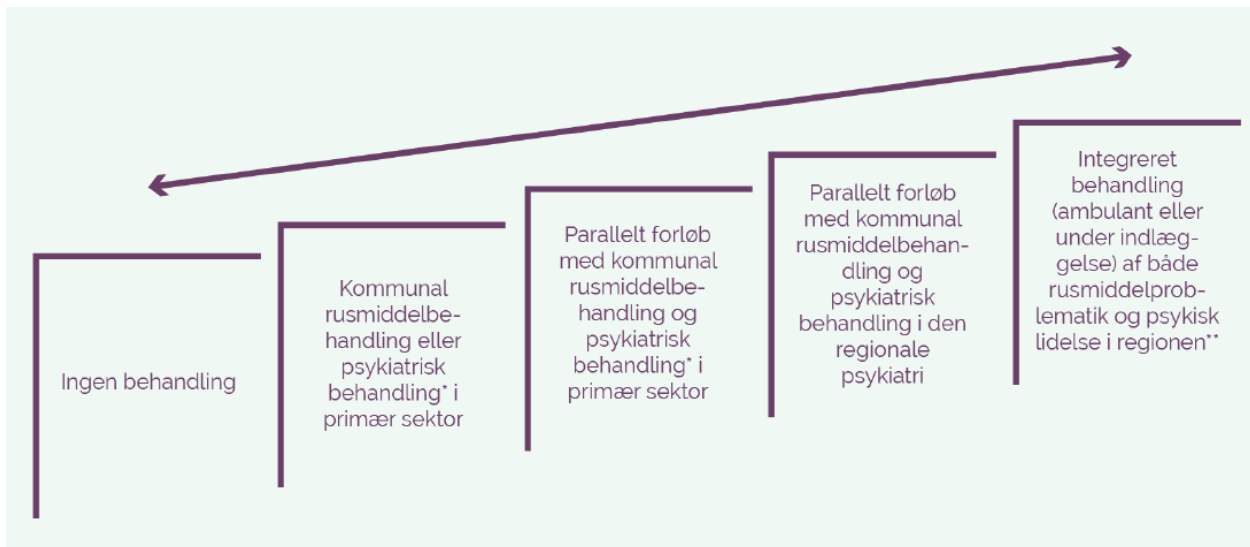 Ingen behandling
Kommunal
rusmiddelbe-
handling eller
psykiatrisk
behandling* i
primær sektor
Parallelt forløb
med kommunal
rusmiddelbe-
handling og
psykiatrisk
behandling* i
primær sektor
Parallelt forløb
med kommunal
rusmiddelbehan-
dling og
psykiatrisk
behandling i den
regionale
psykiatri
Integreret
behandling
(ambulant eller
under indlæg-
gelse) af både
rusmiddelprob-
lematik og psykisk
lidelse i regionen**